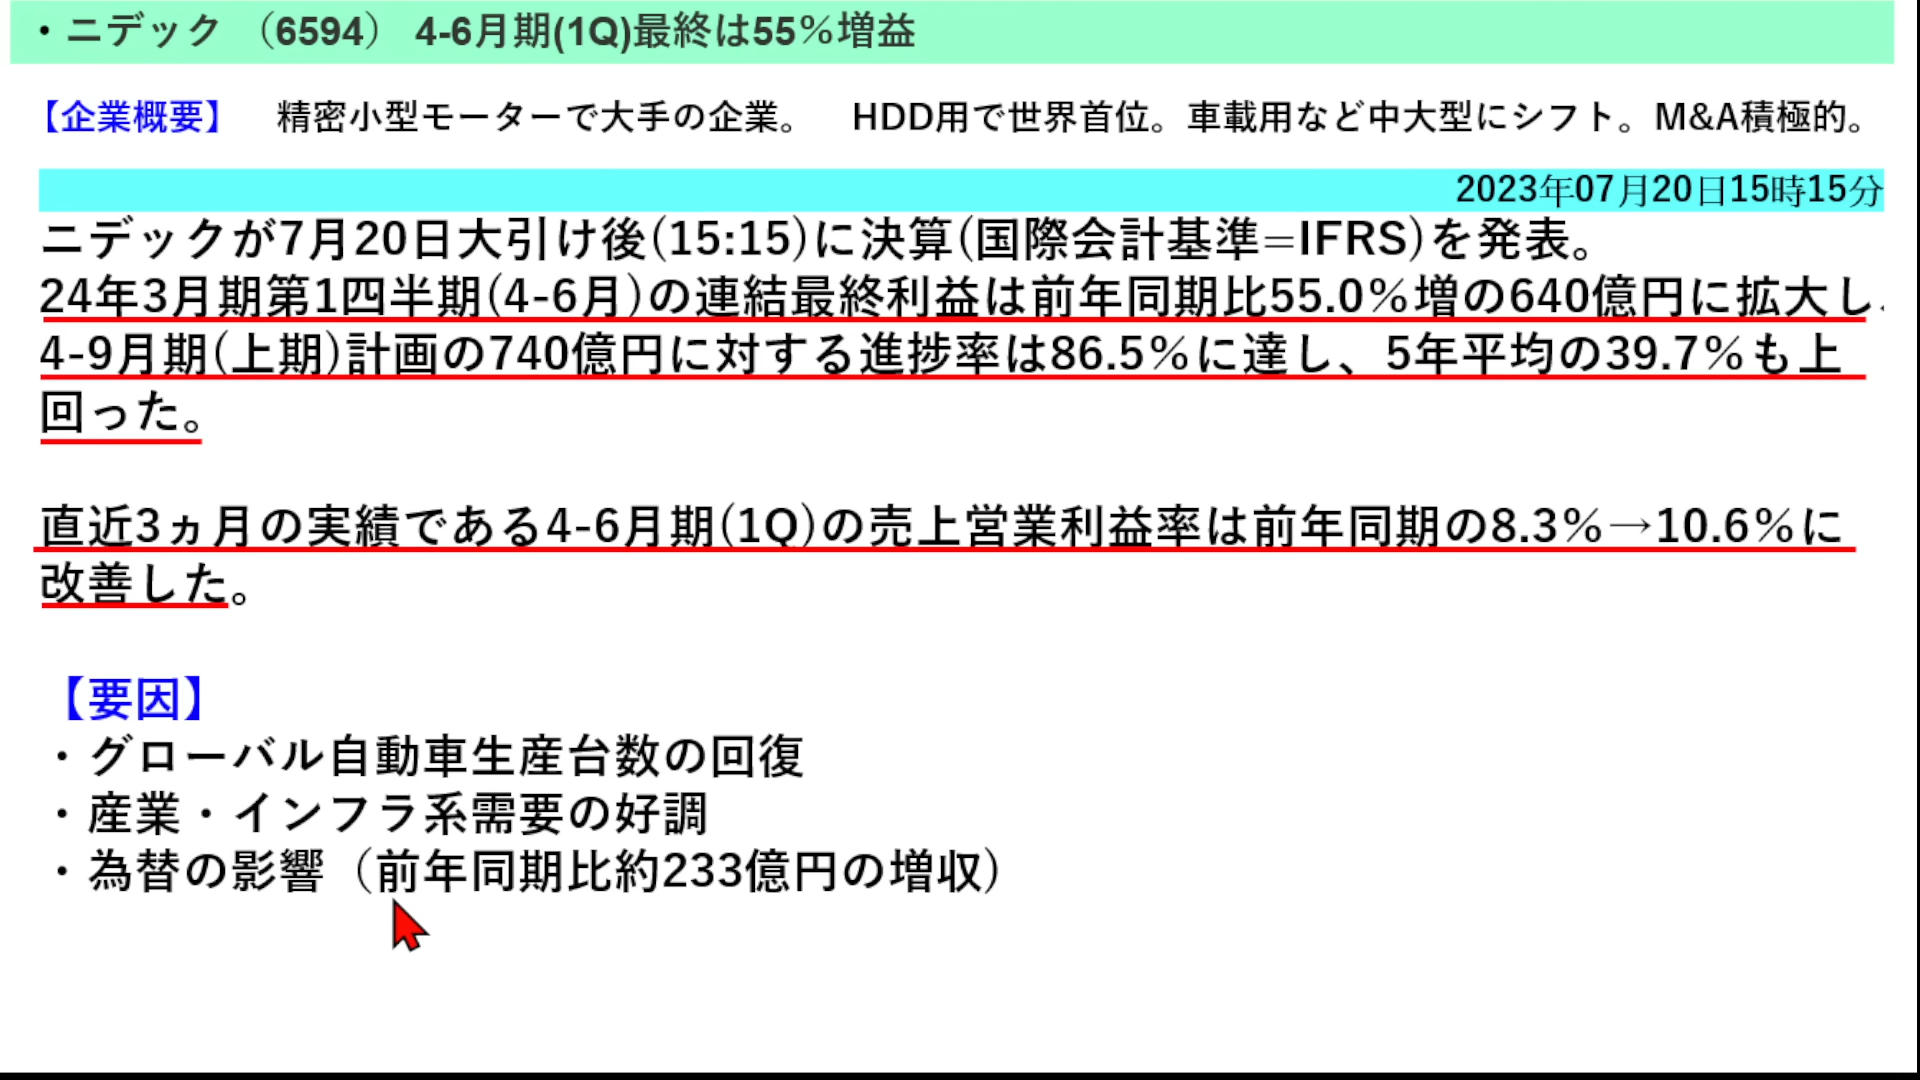 ・ニデック （6594） 4-6月期(1Q)最終は55％増益
【企業概要】 精密小型モーターで大手の企業。 HDD用で世界首位。車載用など中大型にシフト。M&A積極的。
2023年07月20日15時15分
ニデックが7月20日大引け後(15:15)に決算(国際会計基準=IFRS)を発表。
24年3月期第1四半期(4-6月)の連結最終利益は前年同期比55.0％増の640億円に拡大し、
4-9月期(上期)計画の740億円に対する進捗率は86.5％に達し、5年平均の39.7％も上
回った。
直近3ヵ月の実績である4-6月期(1Q)の売上営業利益率は前年同期の8.3％→10.6％に
改善した。
【要因】
・グローバル自動車生産台数の回復
・産業・インフラ系需要の好調
・為替の影響（前年同期比約233億円の増収）